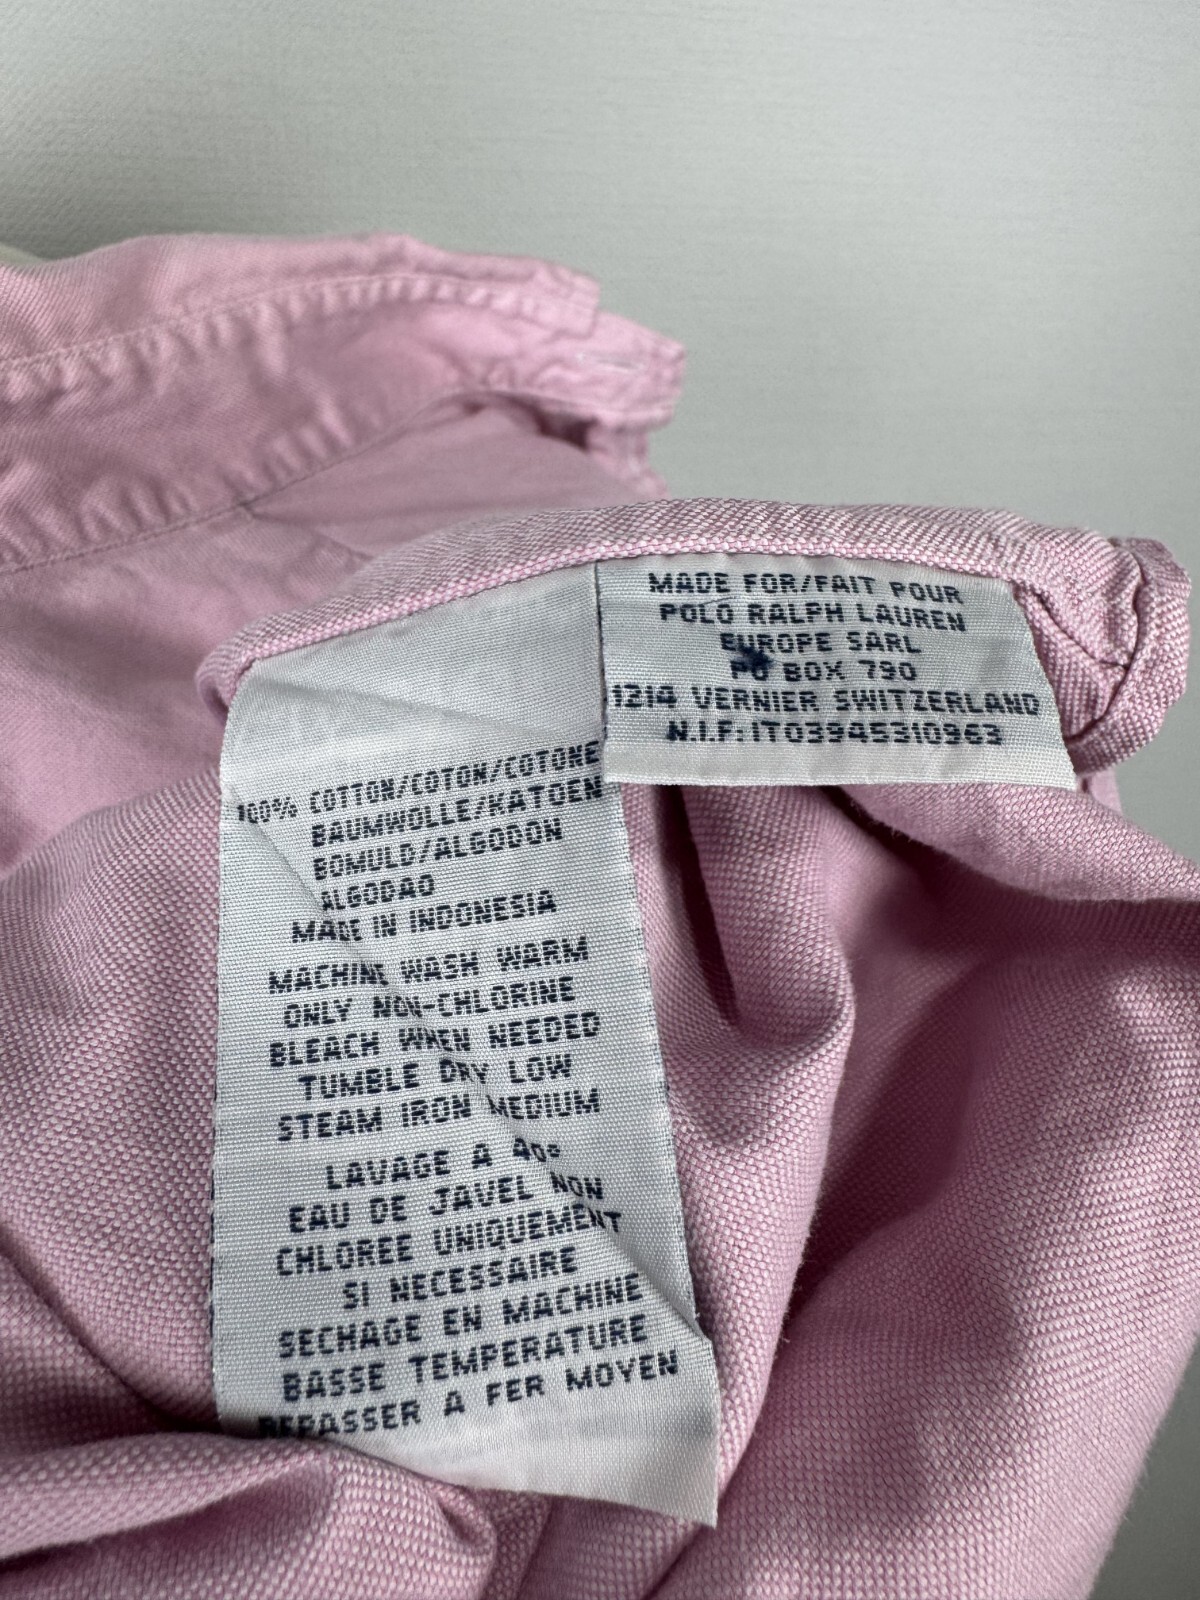 MADE FOR/FAIT POUR
POLO RALPH LAUREN
EUROPE SARL
PO BOX 790
1214 VERNIER SWITZERLAND
N.I.F:IT03945310963
100% COTTON/COTON/COTONE
BAUMWOLLE/KATOEN
BOMULD/ALGODON
ALGODAO
MADE IN INDONESIA
MACHINE WASH WARM
ONLY NON-CHLORINE
BLEACH WHEN NEEDED
TUMBLE DRY LOW
STEAM IRON MEDIUM
LAVAGE A 40°
EAU DE JAVEL NON
CHLOREE UNIQUEMENT
SI NECESSAIRE
SECHAGE EN MACHINE
BASSE TEMPERATURE
REPASSER A FER MOYEN